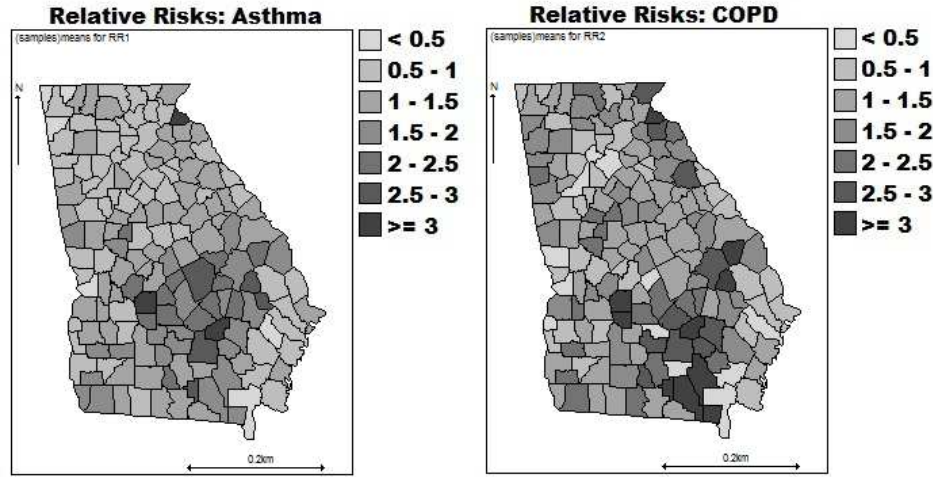 Relative Risks: Asthma
(samples)means for RR1
N
0.2km
< 0.5
0.5 - 1
1 - 1.5
1.5 - 2
2 - 2.5
2.5 - 3
>= 3
Relative Risks: COPD
(samples)means for RR2
N
0.2km
< 0.5
0.5 - 1
1 - 1.5
1.5 - 2
2 - 2.5
2.5 - 3
>= 3